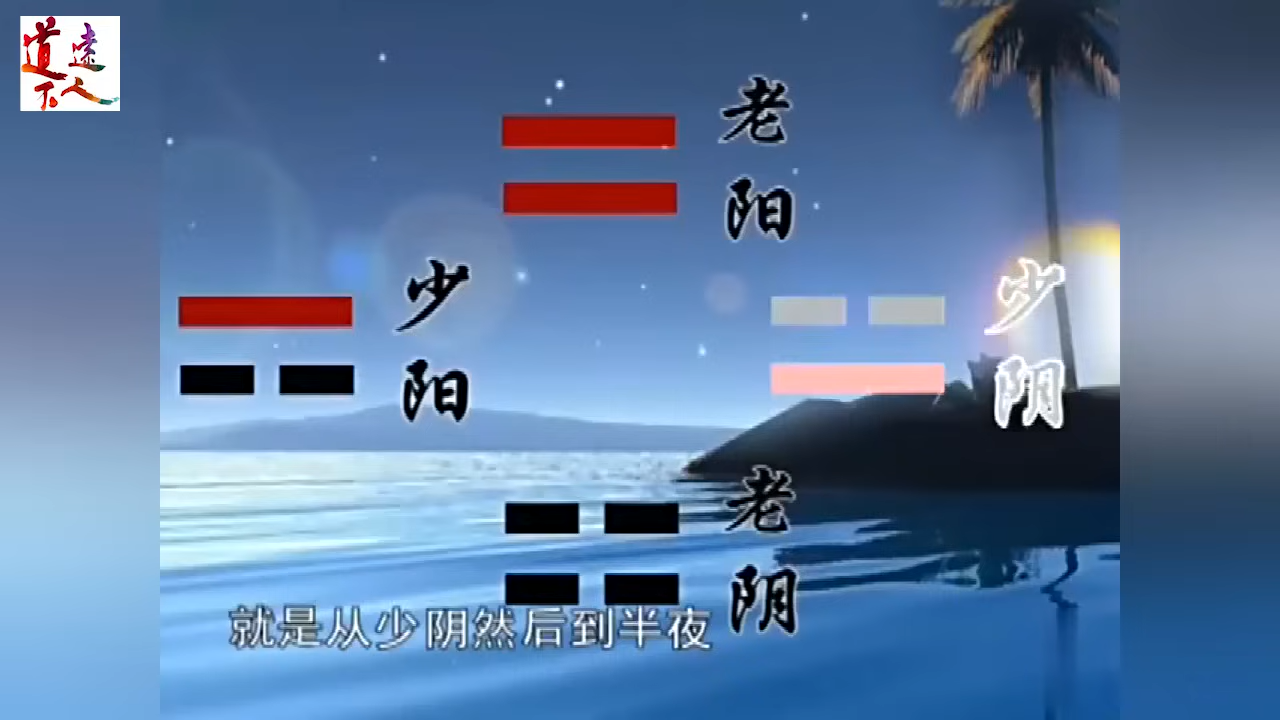 道远
不人
老阳
少阳
少阴
老阴
就是从少阴然后到半夜